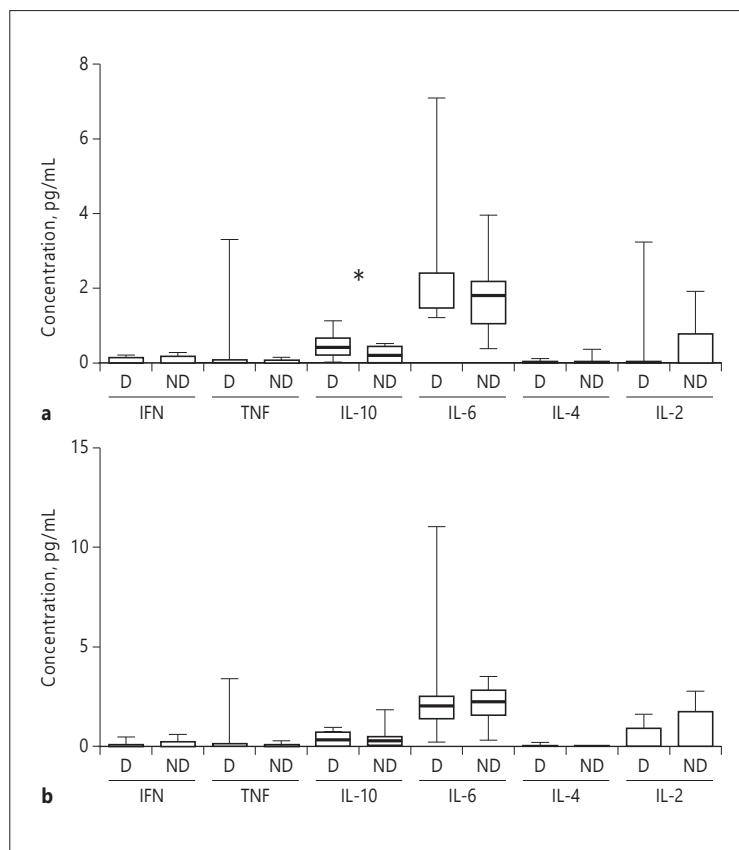 8
6
4
2
0
Concentration, pg/mL
*
D ND D ND D ND D ND D ND D ND
IFN TNF IL-10 IL-6 IL-4 IL-2
a
15
10
5
0
Concentration, pg/mL
D ND D ND D ND D ND D ND D ND
IFN TNF IL-10 IL-6 IL-4 IL-2
b